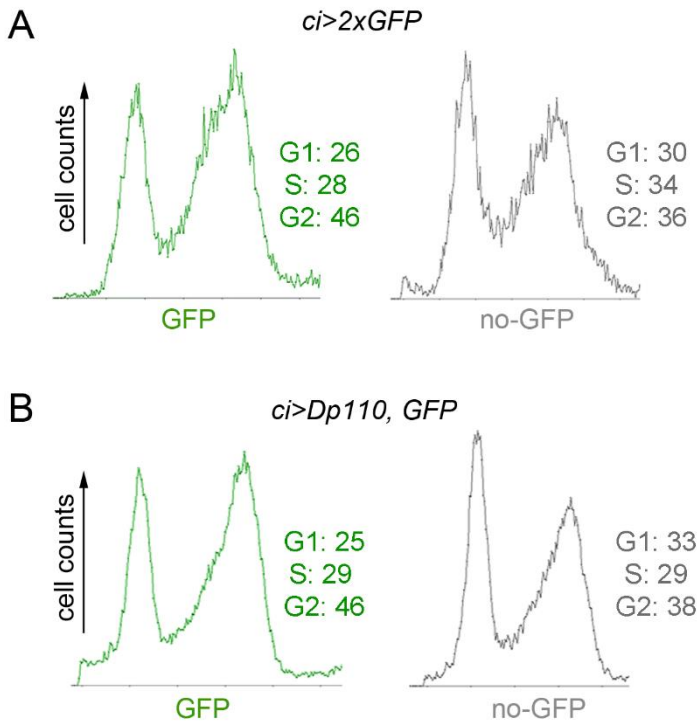 A
ci>2xGFP
cell counts
G1: 26
S: 28
G2: 46
GFP
G1: 30
S: 34
G2: 36
no-GFP
B
ci>Dp110, GFP
cell counts
G1: 25
S: 29
G2: 46
GFP
G1: 33
S: 29
G2: 38
no-GFP